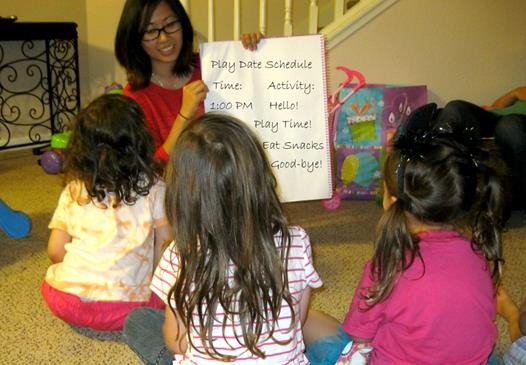 Play Date Schedule
Time: Activity:
1:00 PM Hello!
Play Time!
Eat Snacks
Good-bye!